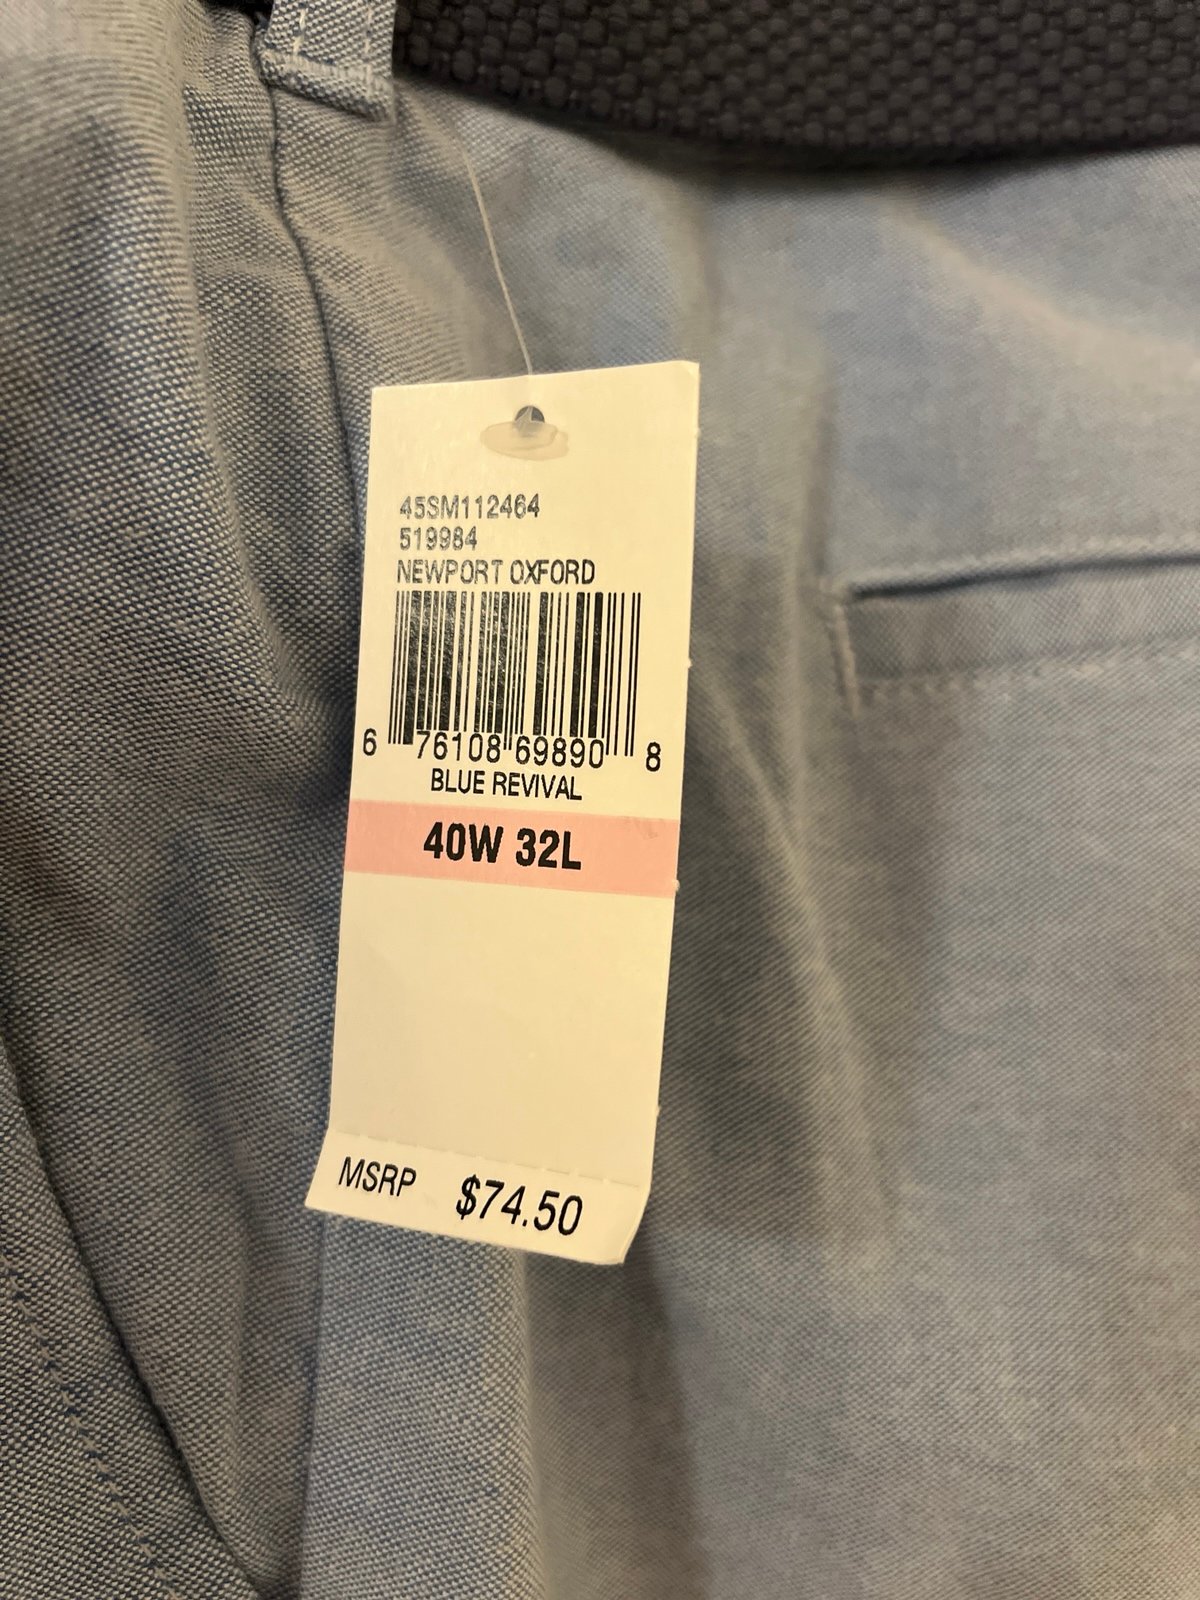 45SM112464
519984
NEWPORT OXFORD
6 76108 69890 8
BLUE REVIVAL
40W 32L
MSRP $74.50